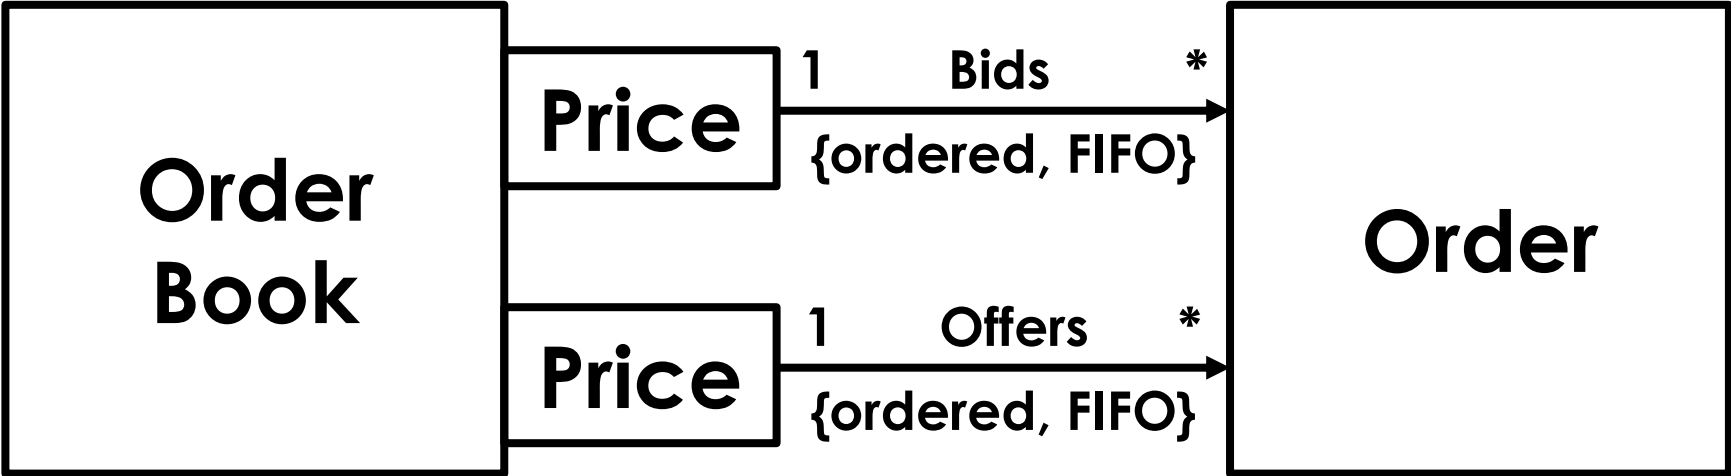 Order
Book
Price
1 Bids *
{ordered, FIFO}
Price
1 Offers *
{ordered, FIFO}
Order